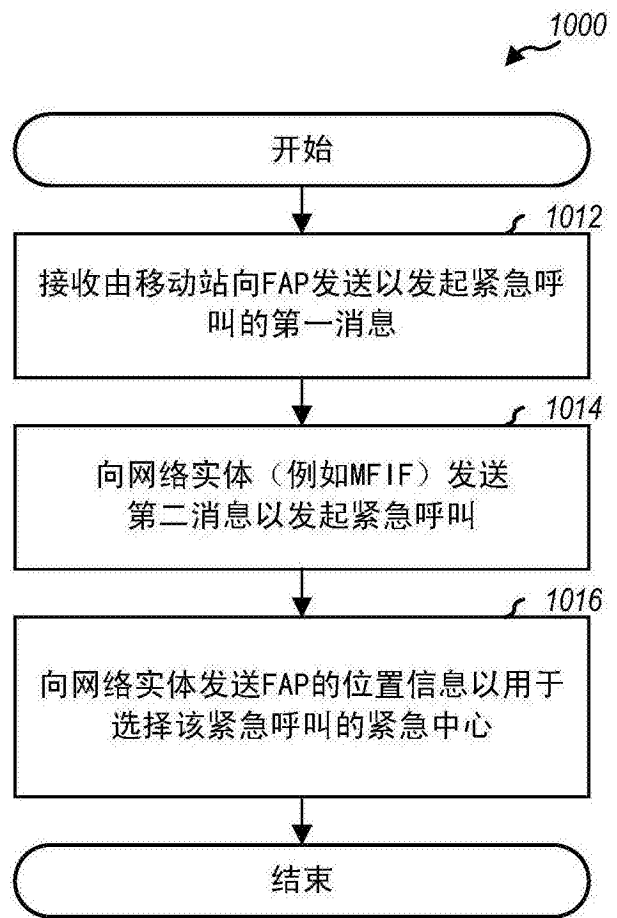 1000
开始
1012
接收由移动站向FAP发送以发起紧急呼
叫的第一消息
1014
向网络实体（例如MFIF）发送
第二消息以发起紧急呼叫
1016
向网络实体发送FAP的位置信息以用于
选择该紧急呼叫的紧急中心
结束